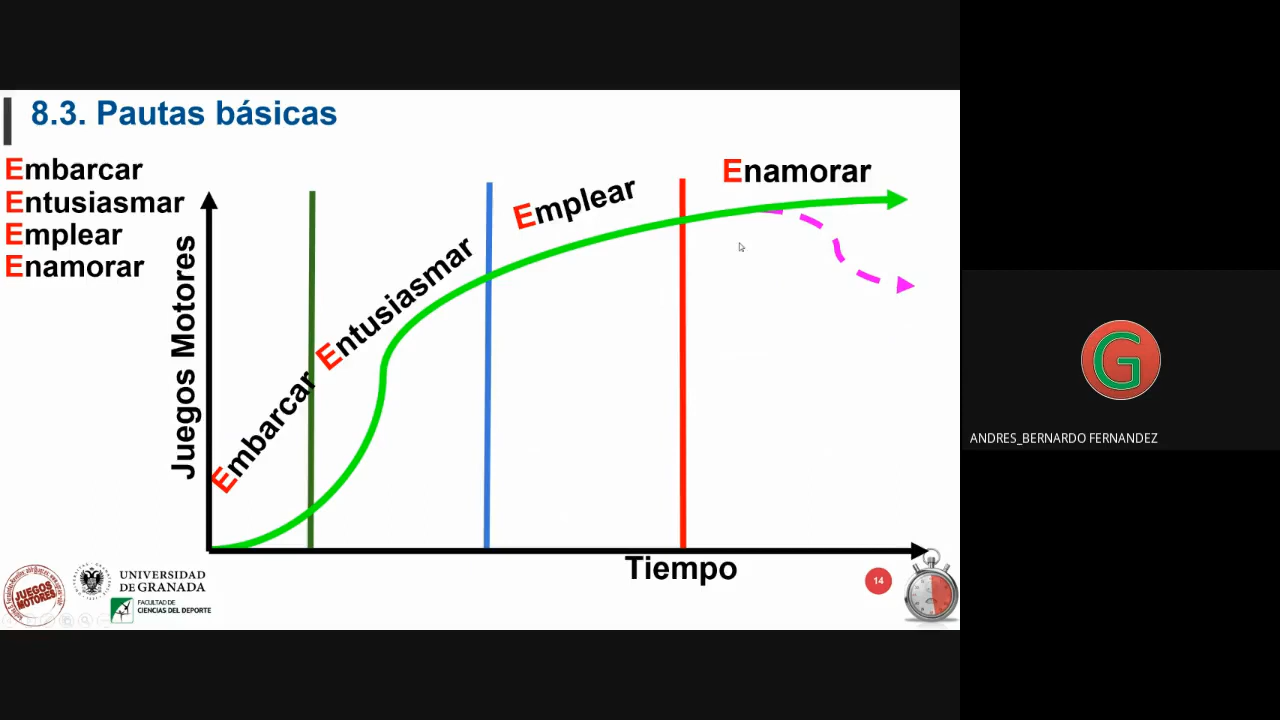 8.3. Pautas básicas
Embarcar
Entusiasmar
Emplear
Enamorar
Juegos Motores
Embarcar
Entusiasmar
Emplear
Enamorar
Tiempo
JUEGOS
MOTORES
UNIVERSIDAD
DE GRANADA
FACULTAD DE
CIENCIAS DEL DEPORTE
14
G
ANDRES_BERNARDO FERNANDEZ